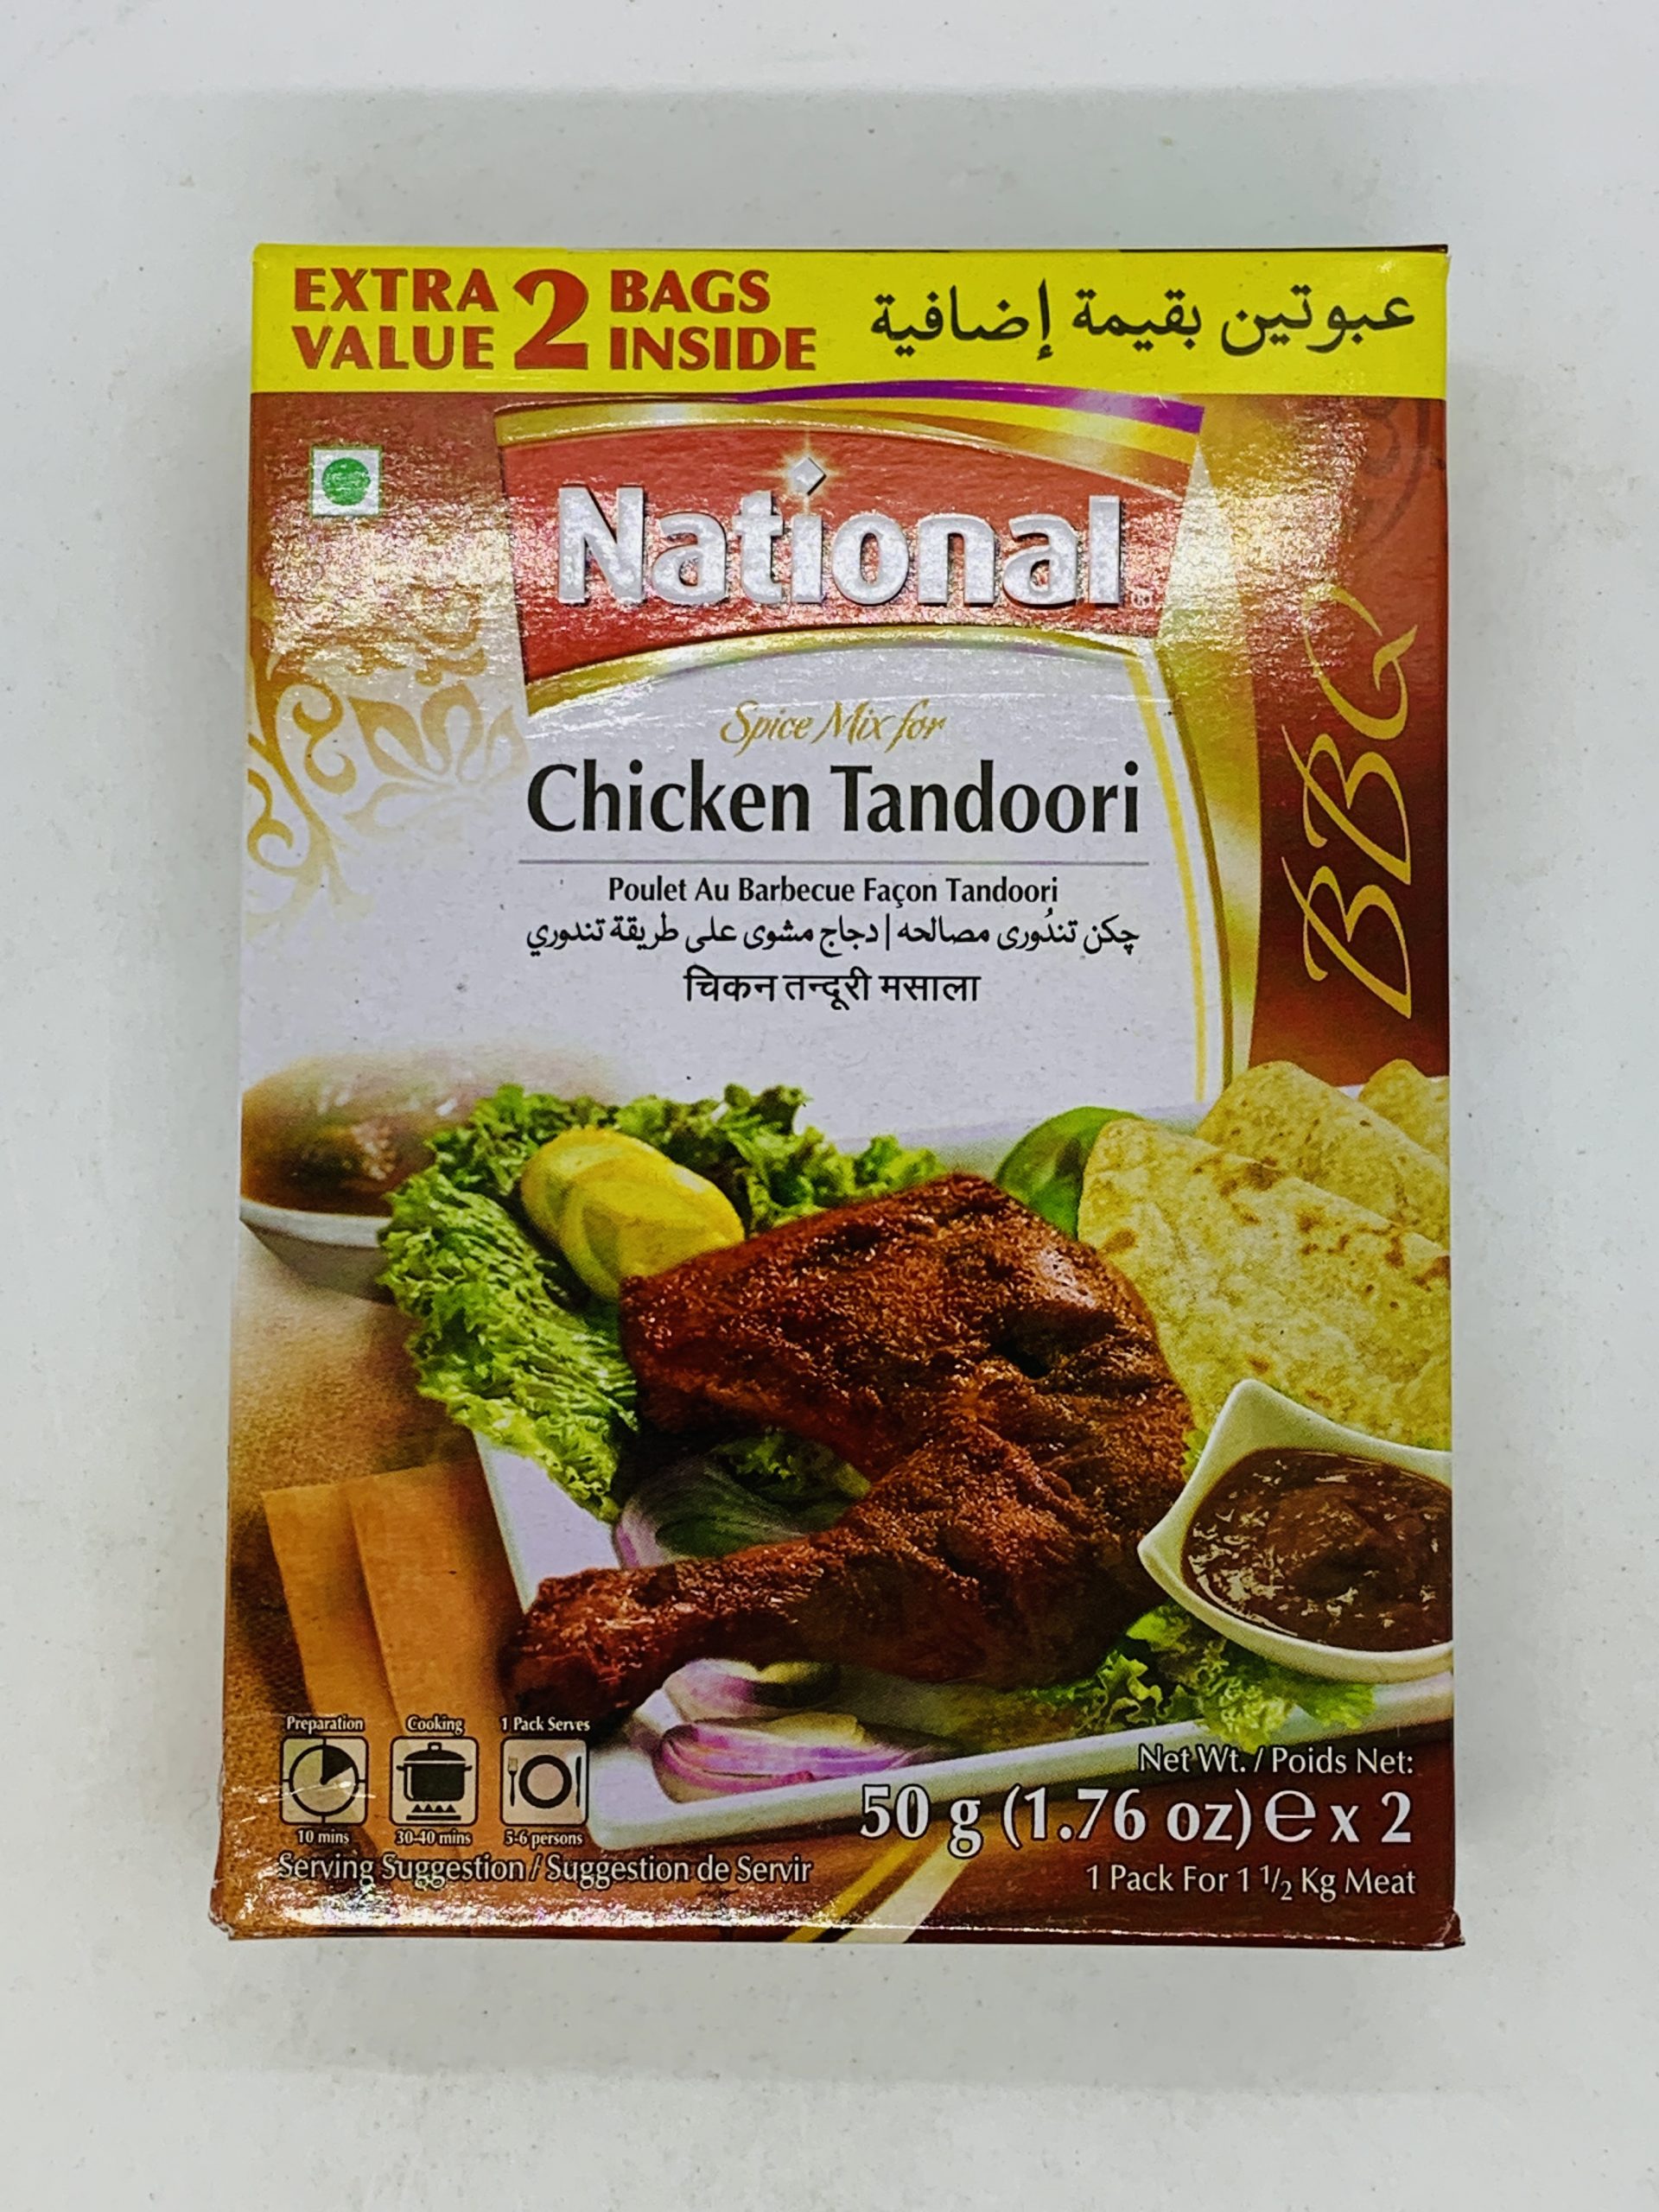 EXTRA VALUE 2 BAGS INSIDE
عبوتين بقيمة إضافية
National
Spice Mix for
Chicken Tandoori
Poulet Au Barbecue Façon Tandoori
چکن تندُوری مصالحه | دجاج مشوى على طريقة تندوري
चिकन तन्दूरी मसाला
BBQ
Preparation
10 mins
Cooking
30-40 mins
1 Pack Serves
5-6 persons
Serving Suggestion / Suggestion de Servir
Net Wt. / Poids Net:
50 g (1.76 oz) e x 2
1 Pack For 1 1/2 Kg Meat